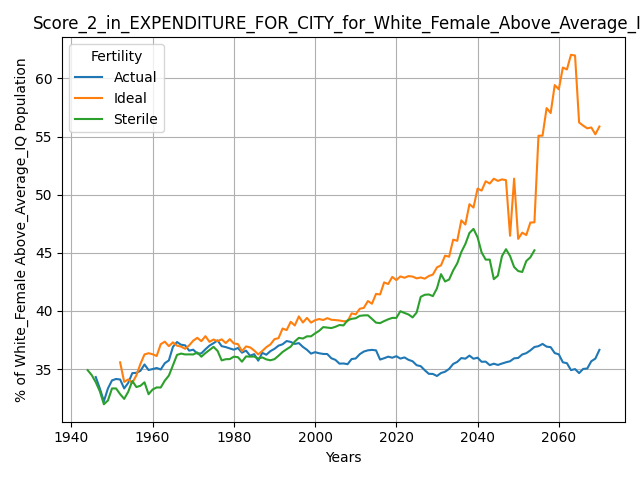 Score_2_in_EXPENDITURE_FOR_CITY_for_White_Female_Above_Average_I
Fertility
Actual
Ideal
Sterile
% of White_Female Above_Average_IQ Population
60
55
50
45
40
35
1940 1960 1980 2000 2020 2040 2060
Years